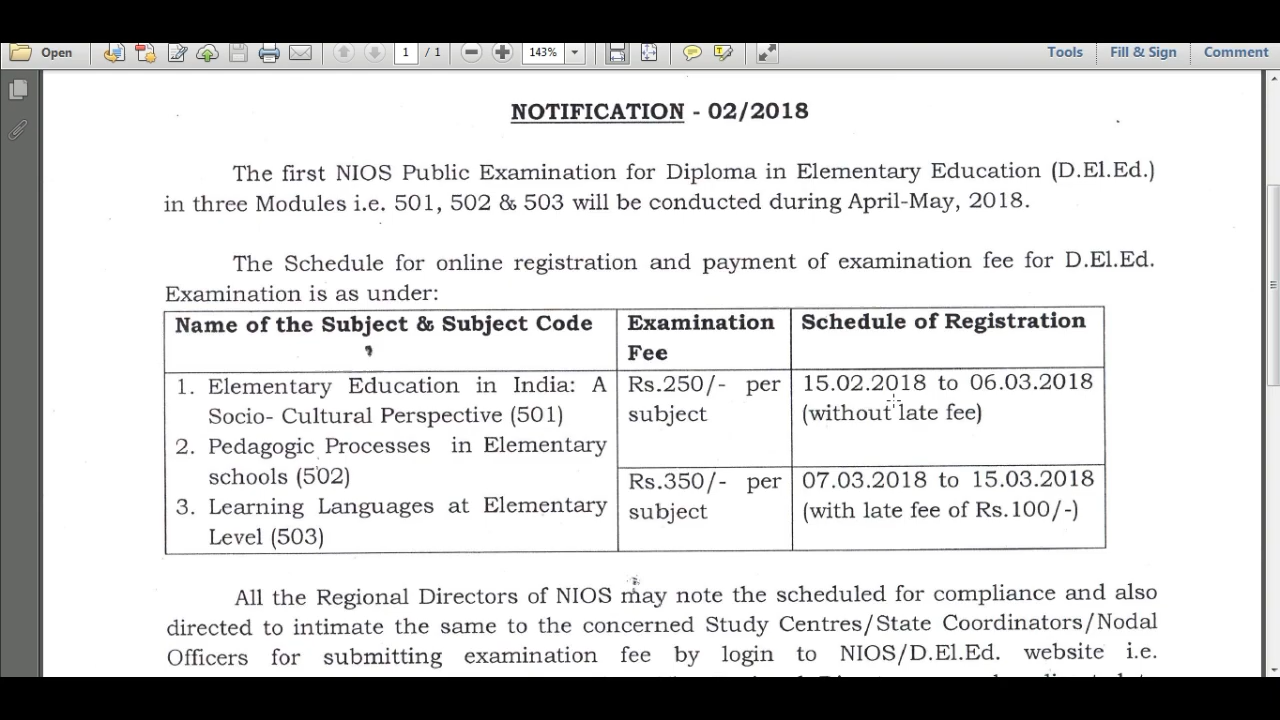 Open
1 / 1
143%
Tools
Fill & Sign
Comment
NOTIFICATION - 02/2018
The first NIOS Public Examination for Diploma in Elementary Education (D.El.Ed.)
in three Modules i.e. 501, 502 & 503 will be conducted during April-May, 2018.
The Schedule for online registration and payment of examination fee for D.El.Ed.
Examination is as under:
Name of the Subject & Subject Code
Examination
Fee
Schedule of Registration
1. Elementary Education in India: A
Socio- Cultural Perspective (501)
2. Pedagogic Processes in Elementary
schools (502)
3. Learning Languages at Elementary
Level (503)
Rs.250/- per
subject
15.02.2018 to 06.03.2018
(without late fee)
Rs.350/- per
subject
07.03.2018 to 15.03.2018
(with late fee of Rs.100/-)
All the Regional Directors of NIOS may note the scheduled for compliance and also
directed to intimate the same to the concerned Study Centres/State Coordinators/Nodal
Officers for submitting examination fee by login to NIOS/D.El.Ed. website i.e.